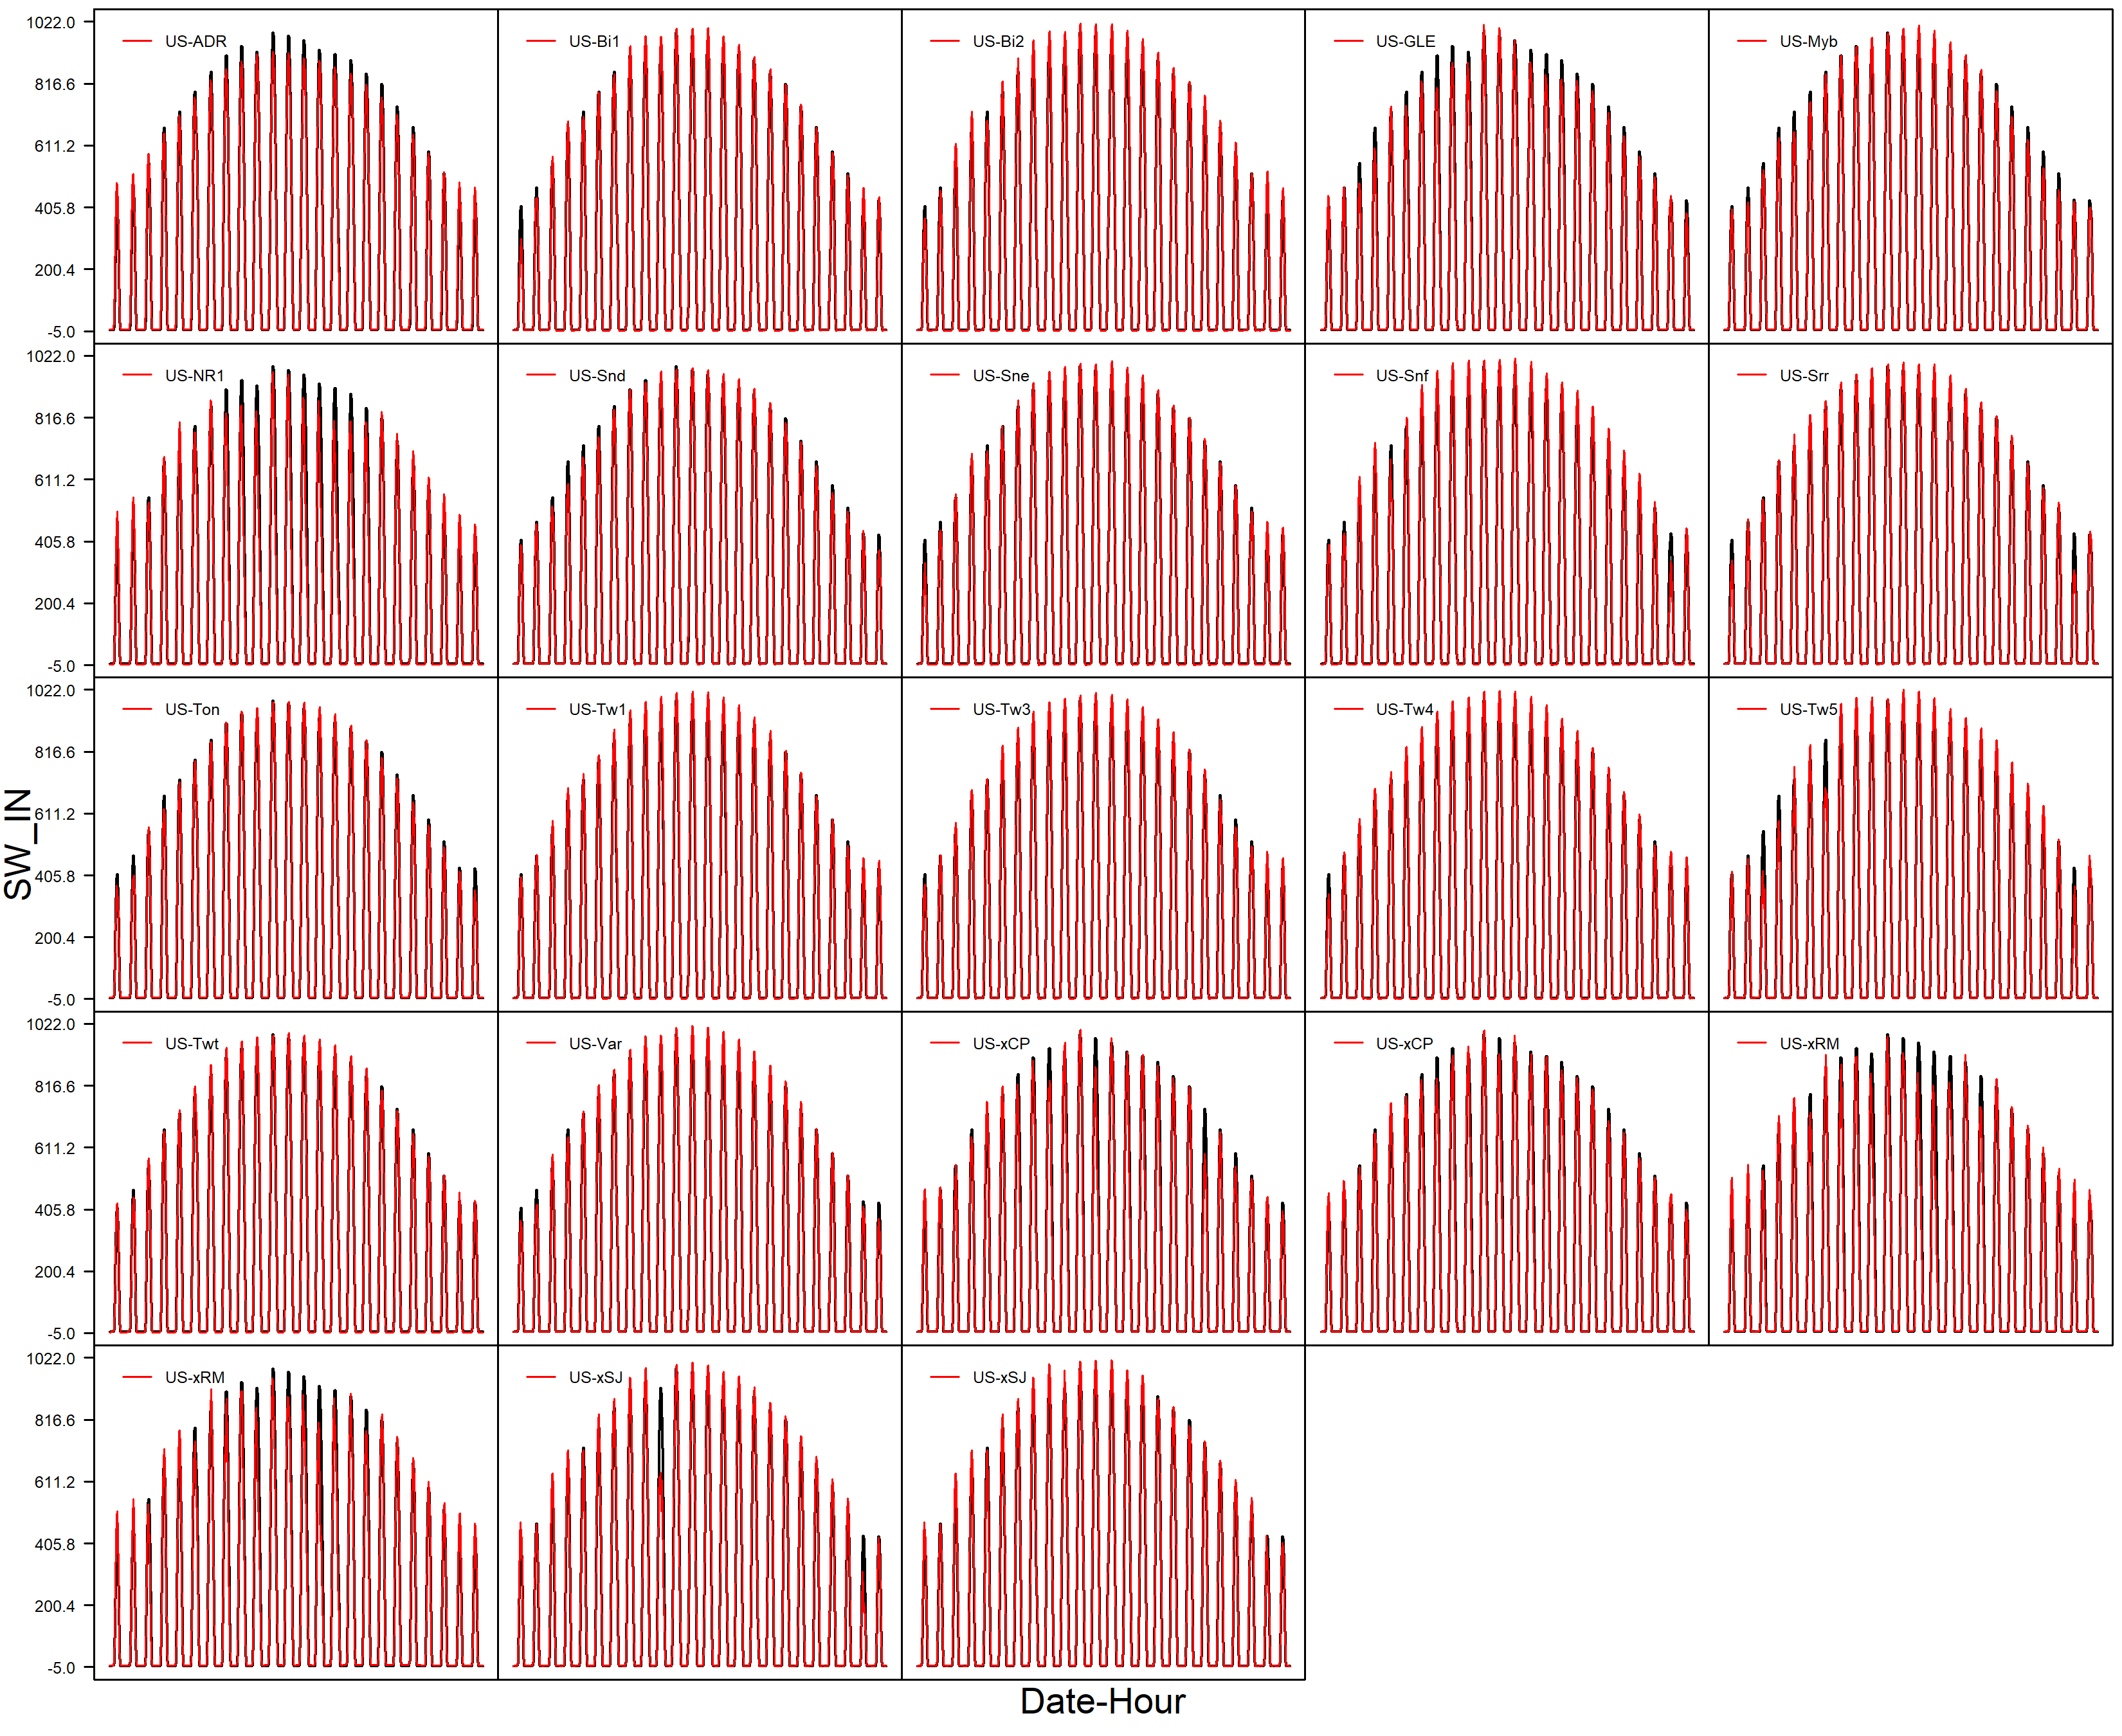 1022.0
816.6
611.2
405.8
200.4
-5.0
US-ADR
US-Bi1
US-Bi2
US-GLE
US-Myb
1022.0
816.6
611.2
405.8
200.4
-5.0
US-NR1
US-Snd
US-Sne
US-Snf
US-Srr
1022.0
816.6
611.2
405.8
200.4
-5.0
US-Ton
US-Tw1
US-Tw3
US-Tw4
US-Tw5
SW_IN
1022.0
816.6
611.2
405.8
200.4
-5.0
US-Twt
US-Var
US-xCP
US-xCP
US-xRM
1022.0
816.6
611.2
405.8
200.4
-5.0
US-xRM
US-xSJ
US-xSJ
Date-Hour